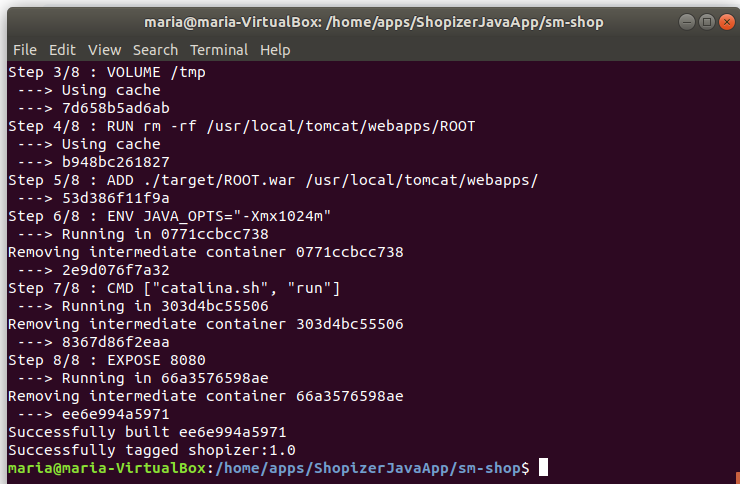 maria@maria-VirtualBox: /home/apps/ShopizerJavaApp/sm-shop
File Edit View Search Terminal Help
Step 3/8 : VOLUME /tmp
 ---> Using cache
 ---> 7d658b5ad6ab
Step 4/8 : RUN rm -rf /usr/local/tomcat/webapps/ROOT
 ---> Using cache
 ---> b948bc261827
Step 5/8 : ADD ./target/ROOT.war /usr/local/tomcat/webapps/
 ---> 53d386f11f9a
Step 6/8 : ENV JAVA_OPTS="-Xmx1024m"
 ---> Running in 0771ccbcc738
Removing intermediate container 0771ccbcc738
 ---> 2e9d076f7a32
Step 7/8 : CMD ["catalina.sh", "run"]
 ---> Running in 303d4bc55506
Removing intermediate container 303d4bc55506
 ---> 8367d86f2eaa
Step 8/8 : EXPOSE 8080
 ---> Running in 66a3576598ae
Removing intermediate container 66a3576598ae
 ---> ee6e994a5971
Successfully built ee6e994a5971
Successfully tagged shopizer:1.0
maria@maria-VirtualBox:/home/apps/ShopizerJavaApp/sm-shop$